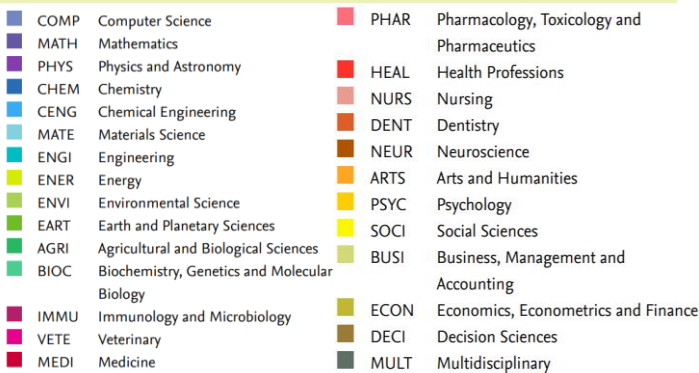 COMP Computer Science
MATH Mathematics
PHYS Physics and Astronomy
CHEM Chemistry
CENG Chemical Engineering
MATE Materials Science
ENGI Engineering
ENER Energy
ENVI Environmental Science
EART Earth and Planetary Sciences
AGRI Agricultural and Biological Sciences
BIOC Biochemistry, Genetics and Molecular
Biology
IMMU Immunology and Microbiology
VETE Veterinary
MEDI Medicine
PHAR Pharmacology, Toxicology and
Pharmaceutics
HEAL Health Professions
NURS Nursing
DENT Dentistry
NEUR Neuroscience
ARTS Arts and Humanities
PSYC Psychology
SOCI Social Sciences
BUSI Business, Management and
Accounting
ECON Economics, Econometrics and Finance
DECI Decision Sciences
MULT Multidisciplinary